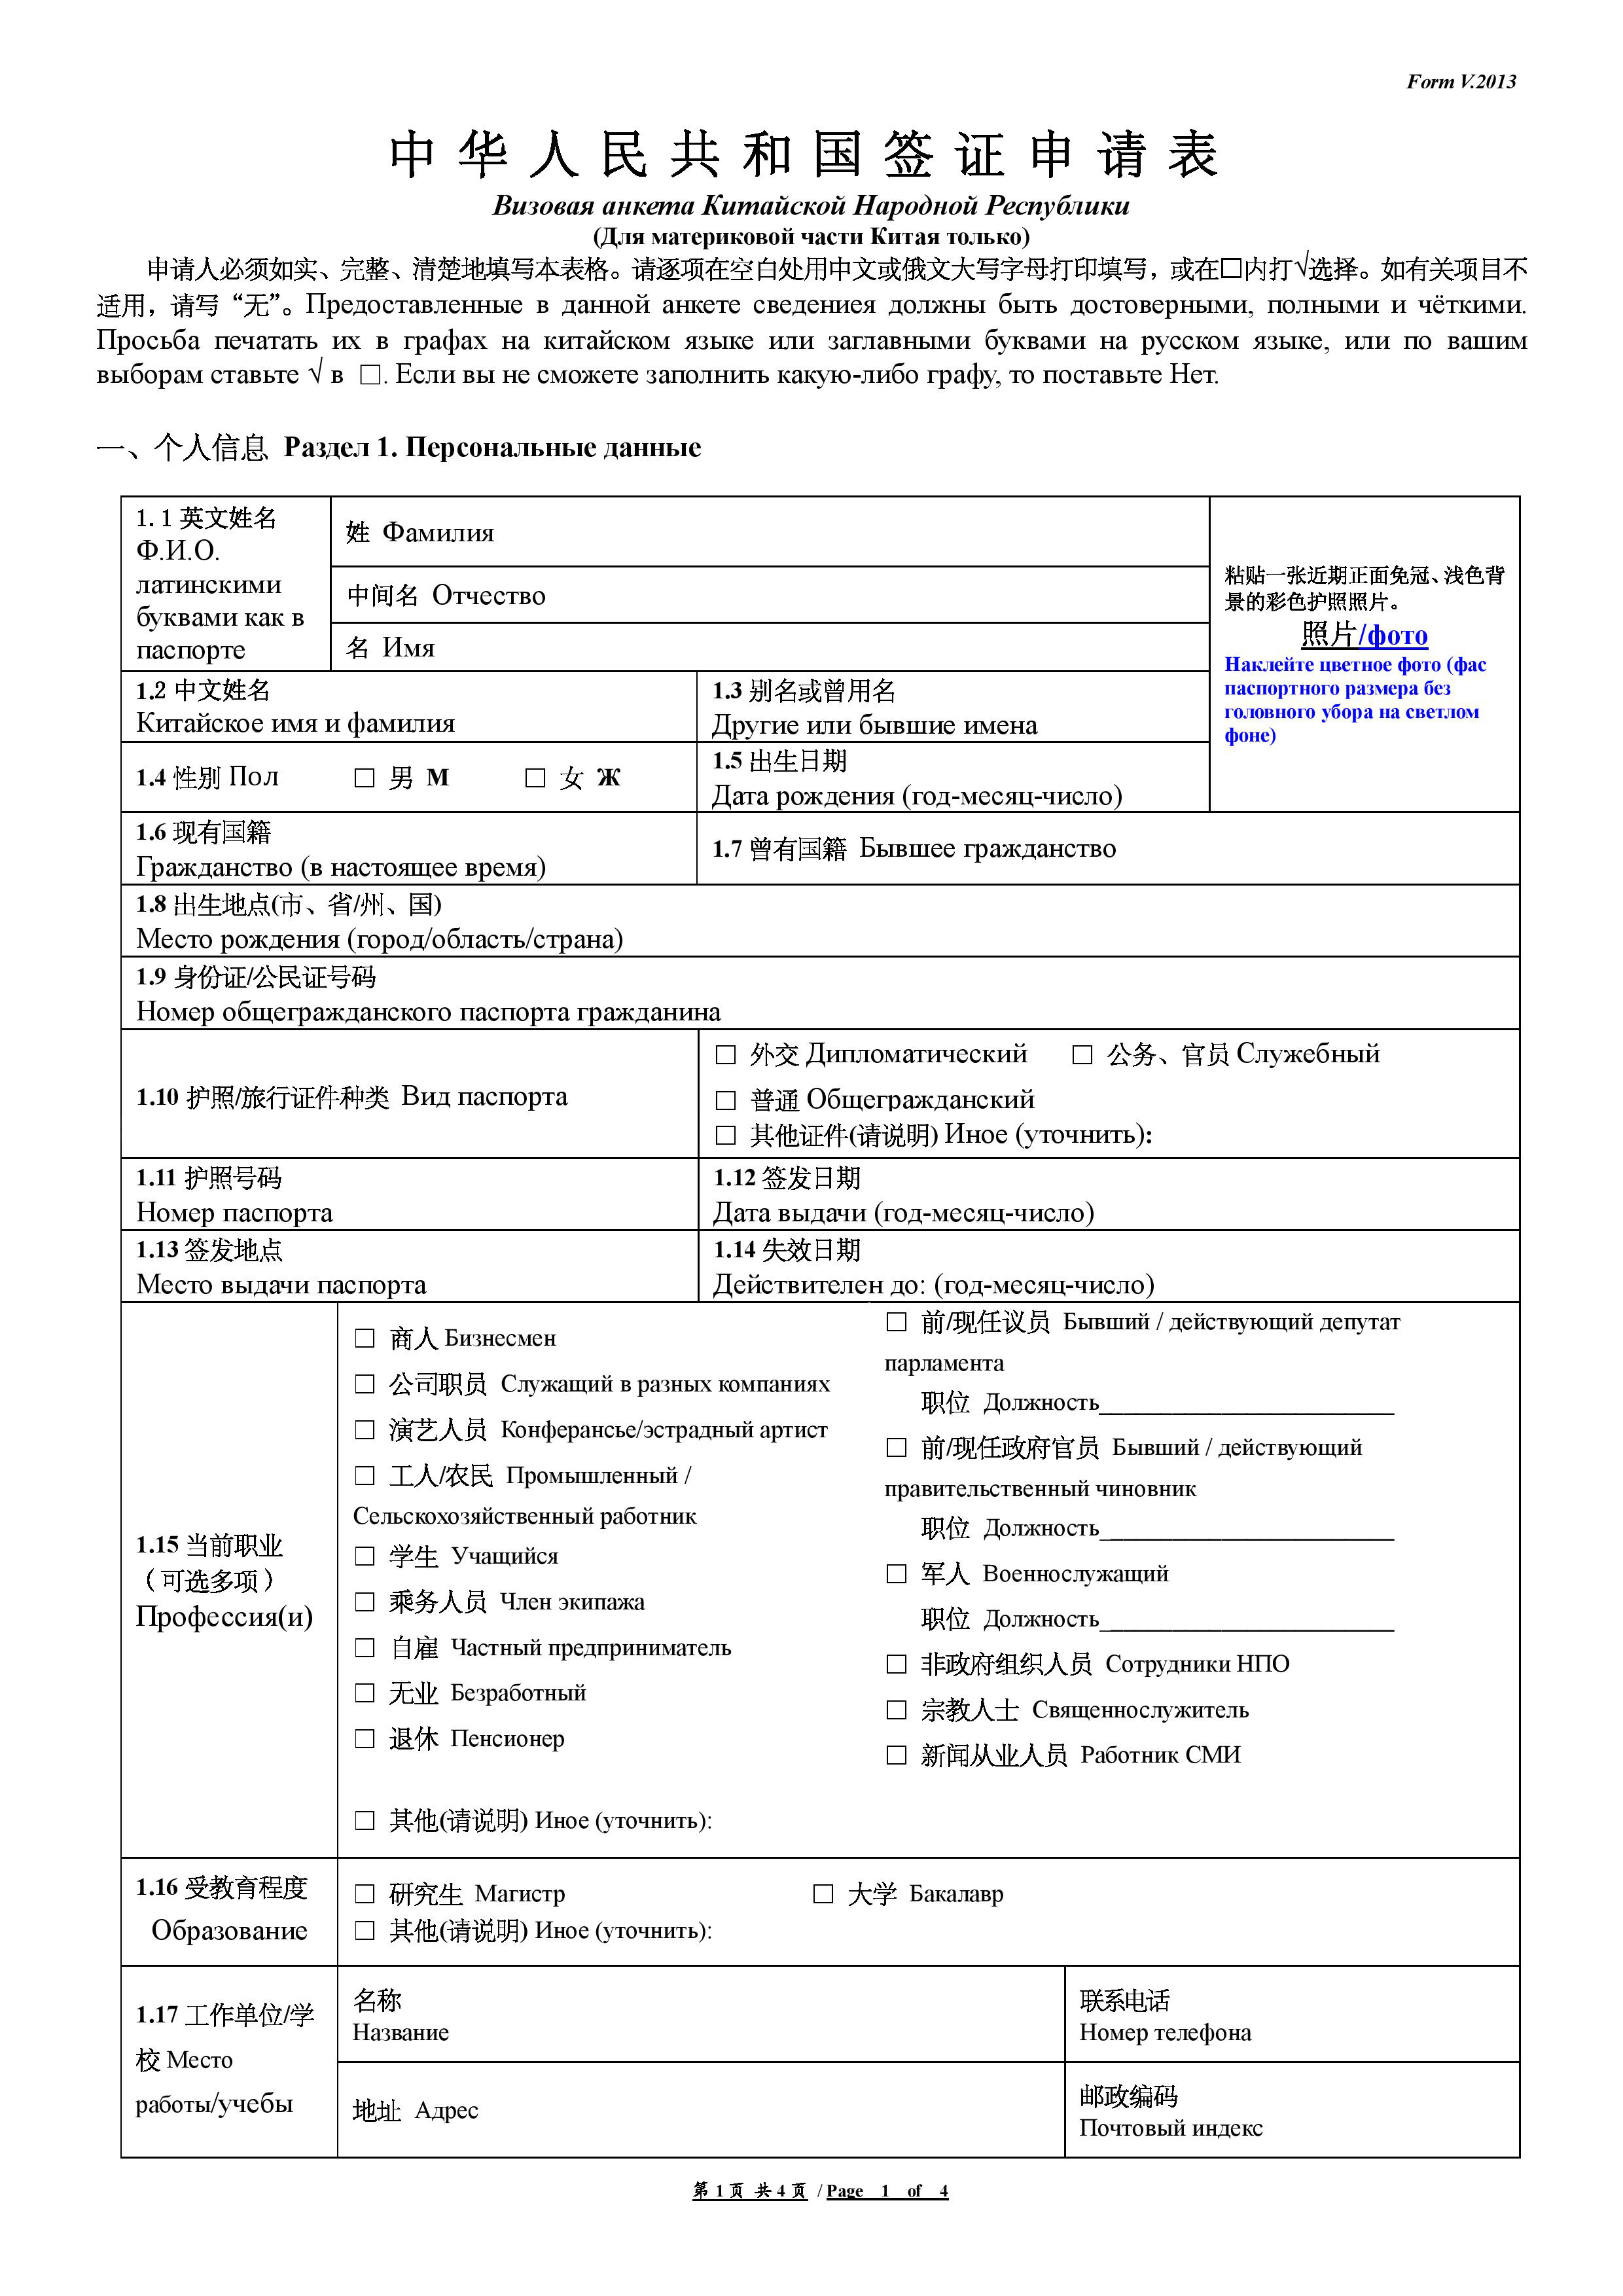 Form V.2013
中华人民共和国签证申请表
Визовая анкета Китайской Народной Республики
(Для материковой части Китая только)
申请人必须如实、完整、清楚地填写本表格。请逐项在空白处用中文或俄文大写字母打印填写，或在□内打√选择。如有关项目不
适用，请写“无”。Предоставленные в данной анкете сведениея должны быть достоверными, полными и чёткими.
Просьба печатать их в графах на китайском языке или заглавными буквами на русском языке, или по вашим
выборам ставьте √ в □. Если вы не сможете заполнить какую-либо графу, то поставьте Нет.
一、个人信息 Раздел 1. Персональные данные
1.1 英文姓名
Ф.И.О.
латинскими
буквами как в
паспорте
姓 Фамилия
中间名 Отчество
名 Имя
粘贴一张近期正面免冠、浅色背
景的彩色护照照片。
照片/фото
Наклейте цветное фото (фас
паспортного размера без
головного убора на светлом
фоне)
1.2 中文姓名
Китайское имя и фамилия
1.3 别名或曾用名
Другие или бывшие имена
1.4 性别 Пол □ 男 М □ 女 Ж
1.5 出生日期
Дата рождения (год-месяц-число)
1.6 现有国籍
Гражданство (в настоящее время)
1.7 曾有国籍 Бывшее гражданство
1.8 出生地点(市、省/州、国)
Место рождения (город/область/страна)
1.9 身份证/公民证号码
Номер общегражданского паспорта гражданина
1.10 护照/旅行证件种类 Вид паспорта
□ 外交 Дипломатический □ 公务、官员 Служебный
□ 普通 Общегражданский
□ 其他证件(请说明) Иное (уточнить):
1.11 护照号码
Номер паспорта
1.12 签发日期
Дата выдачи (год-месяц-число)
1.13 签发地点
Место выдачи паспорта
1.14 失效日期
Действителен до: (год-месяц-число)
1.15 当前职业
（可选多项）
Профессия(и)
□ 商人 Бизнесмен
□ 公司职员 Служащий в разных компаниях
□ 演艺人员 Конферансье/эстрадный артист
□ 工人/农民 Промышленный /
Сельскохозяйственный работник
□ 学生 Учащийся
□ 乘务人员 Член экипажа
□ 自雇 Частный предприниматель
□ 无业 Безработный
□ 退休 Пенсионер
□ 前/现任议员 Бывший / действующий депутат
парламента
职位 Должность________________________
□ 前/现任政府官员 Бывший / действующий
правительственный чиновник
职位 Должность________________________
□ 军人 Военнослужащий
职位 Должность________________________
□ 非政府组织人员 Сотрудники НПО
□ 宗教人士 Священнослужитель
□ 新闻从业人员 Работник СМИ
□ 其他(请说明) Иное (уточнить):
1.16 受教育程度
Образование
□ 研究生 Магистр □ 大学 Бакалавр
□ 其他(请说明) Иное (уточнить):
1.17 工作单位/学
校 Место
работы/учебы
名称
Название
联系电话
Номер телефона
地址 Адрес
邮政编码
Почтовый индекс
第 1 页 共 4 页 / Page 1 of 4